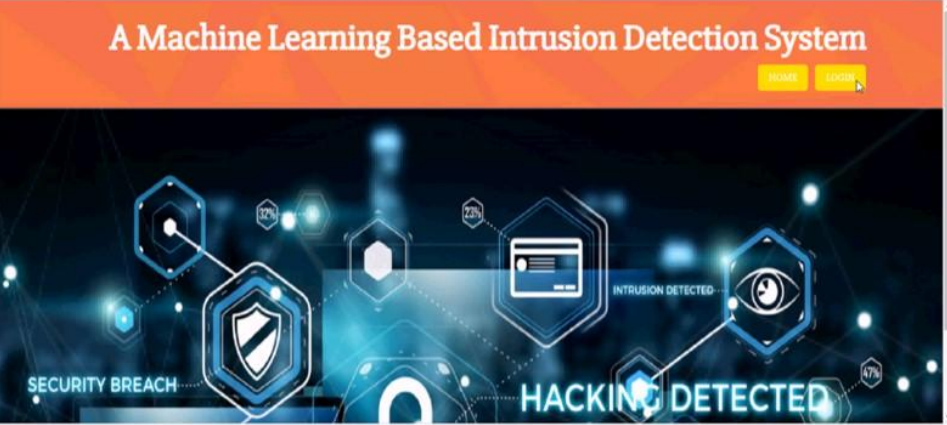 A Machine Learning Based Intrusion Detection System
HOME LOGIN
32%
23%
INTRUSION DETECTED
47%
SECURITY BREACH
HACKING DETECTED